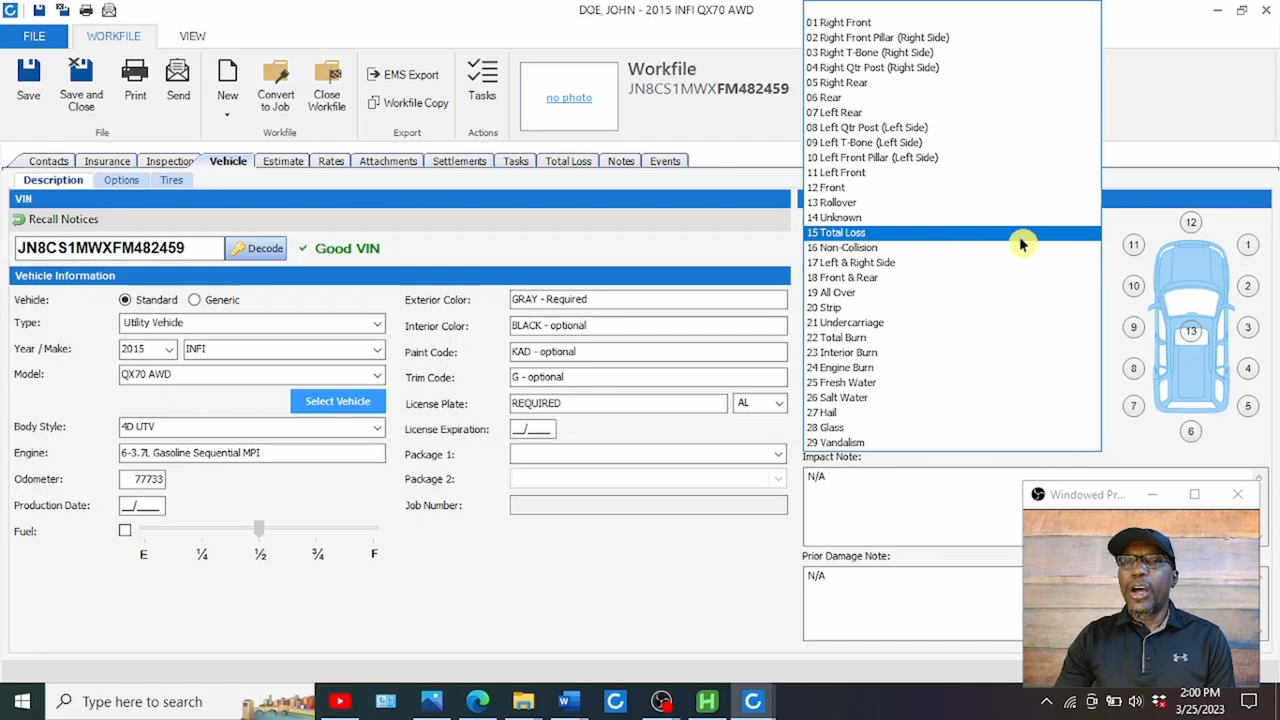 DOE, JOHN - 2015 INFI QX70 AWD
FILE WORKFILE VIEW
Save
Save and Close
Print
Send
File
New
Convert to Job
Close Workfile
Workfile
EMS Export
Workfile Copy
Export
Tasks
Actions
no photo
Workfile
JN8CS1MWXFM482459
Contacts Insurance Inspection Vehicle Estimate Rates Attachments Settlements Tasks Total Loss Notes Events
Description Options Tires
VIN
Recall Notices
JN8CS1MWXFM482459 Decode Good VIN
Vehicle Information
Vehicle: Standard Generic
Type: Utility Vehicle
Year / Make: 2015 INFI
Model: QX70 AWD
Select Vehicle
Body Style: 4D UTV
Engine: 6-3.7L Gasoline Sequential MPI
Odometer: 77733
Production Date: __/____
Fuel:
E ¼ ½ ¾ F
Exterior Color: GRAY - Required
Interior Color: BLACK - optional
Paint Code: KAD - optional
Trim Code: G - optional
License Plate: REQUIRED AL
License Expiration: __/____
Package 1:
Package 2:
Job Number:
01 Right Front
02 Right Front Pillar (Right Side)
03 Right T-Bone (Right Side)
04 Right Qtr Post (Right Side)
05 Right Rear
06 Rear
07 Left Rear
08 Left Qtr Post (Left Side)
09 Left T-Bone (Left Side)
10 Left Front Pillar (Left Side)
11 Left Front
12 Front
13 Rollover
14 Unknown
15 Total Loss
16 Non-Collision
17 Left & Right Side
18 Front & Rear
19 All Over
20 Strip
21 Undercarriage
22 Total Burn
23 Interior Burn
24 Engine Burn
25 Fresh Water
26 Salt Water
27 Hail
28 Glass
29 Vandalism
12
11 1
10 2
9 13 3
8 4
7 5
6
Impact Note:
N/A
Prior Damage Note:
N/A
Windowed Pr...
Type here to search
2:00 PM
3/25/2023